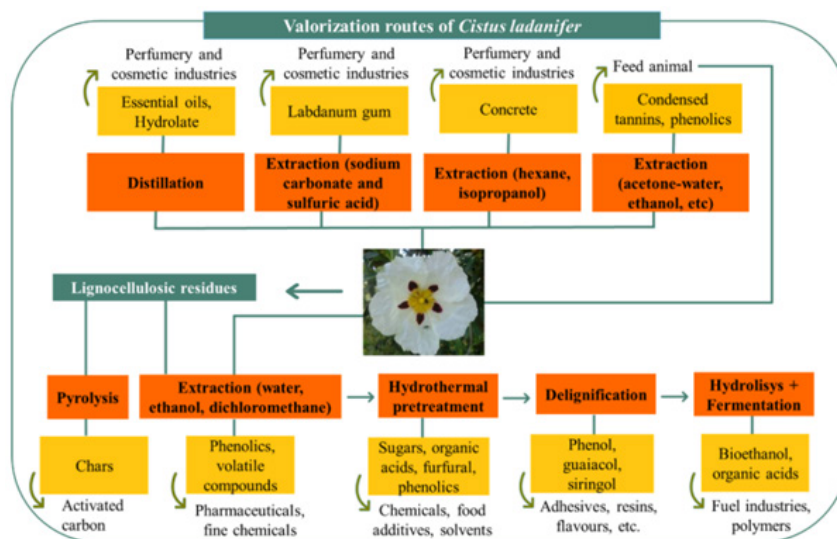 Valorization routes of Cistus ladanifer
Perfumery and
cosmetic industries
Perfumery and
cosmetic industries
Perfumery and
cosmetic industries
Feed animal
Essential oils,
Hydrolate
Labdanum gum
Concrete
Condensed
tannins, phenolics
Distillation
Extraction (sodium
carbonate and
sulfuric acid)
Extraction (hexane,
isopropanol)
Extraction
(acetone-water,
ethanol, etc)
Lignocellulosic residues
Pyrolysis
Extraction (water,
ethanol, dichloromethane)
Hydrothermal
pretreatment
Delignification
Hydrolisys +
Fermentation
Chars
Phenolics,
volatile
compounds
Sugars, organic
acids, furfural,
phenolics
Phenol,
guaiacol,
siringol
Bioethanol,
organic acids
Activated
carbon
Pharmaceuticals,
fine chemicals
Chemicals, food
additives, solvents
Adhesives, resins,
flavours, etc.
Fuel industries,
polymers